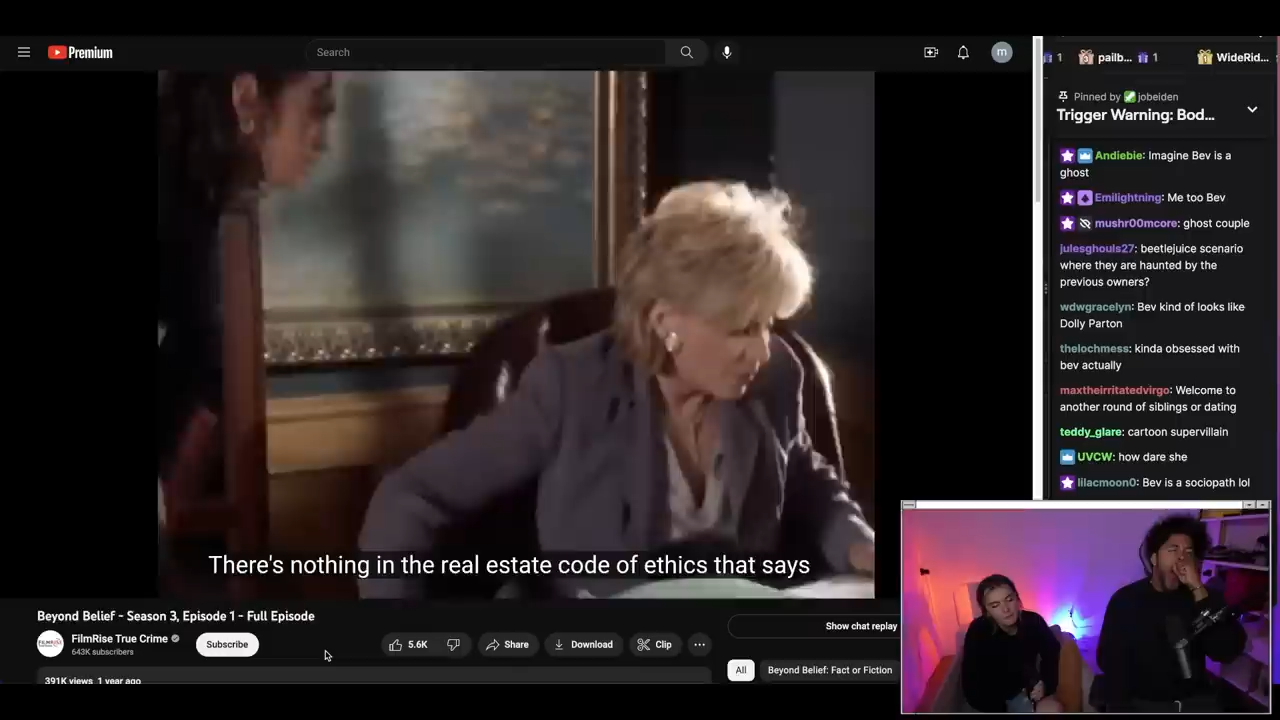 Premium
Search
m
There's nothing in the real estate code of ethics that says
Beyond Belief - Season 3, Episode 1 - Full Episode
FilmRise True Crime
643K subscribers
Subscribe
5.6K
Share
Download
Clip
Show chat replay
391K views 1 year ago
All
Beyond Belief: Fact or Fiction
1 pailb... 1 WideRid...
Pinned by jobeiden
Trigger Warning: Bod...
Andiebie: Imagine Bev is a
ghost
Emilightning: Me too Bev
mushr00mcore: ghost couple
julesghouls27: beetlejuice scenario
where they are haunted by the
previous owners?
wdwgracelyn: Bev kind of looks like
Dolly Parton
thelochmess: kinda obsessed with
bev actually
maxtheirritatedvirgo: Welcome to
another round of siblings or dating
teddy_glare: cartoon supervillain
UVCW: how dare she
lilacmoon0: Bev is a sociopath lol